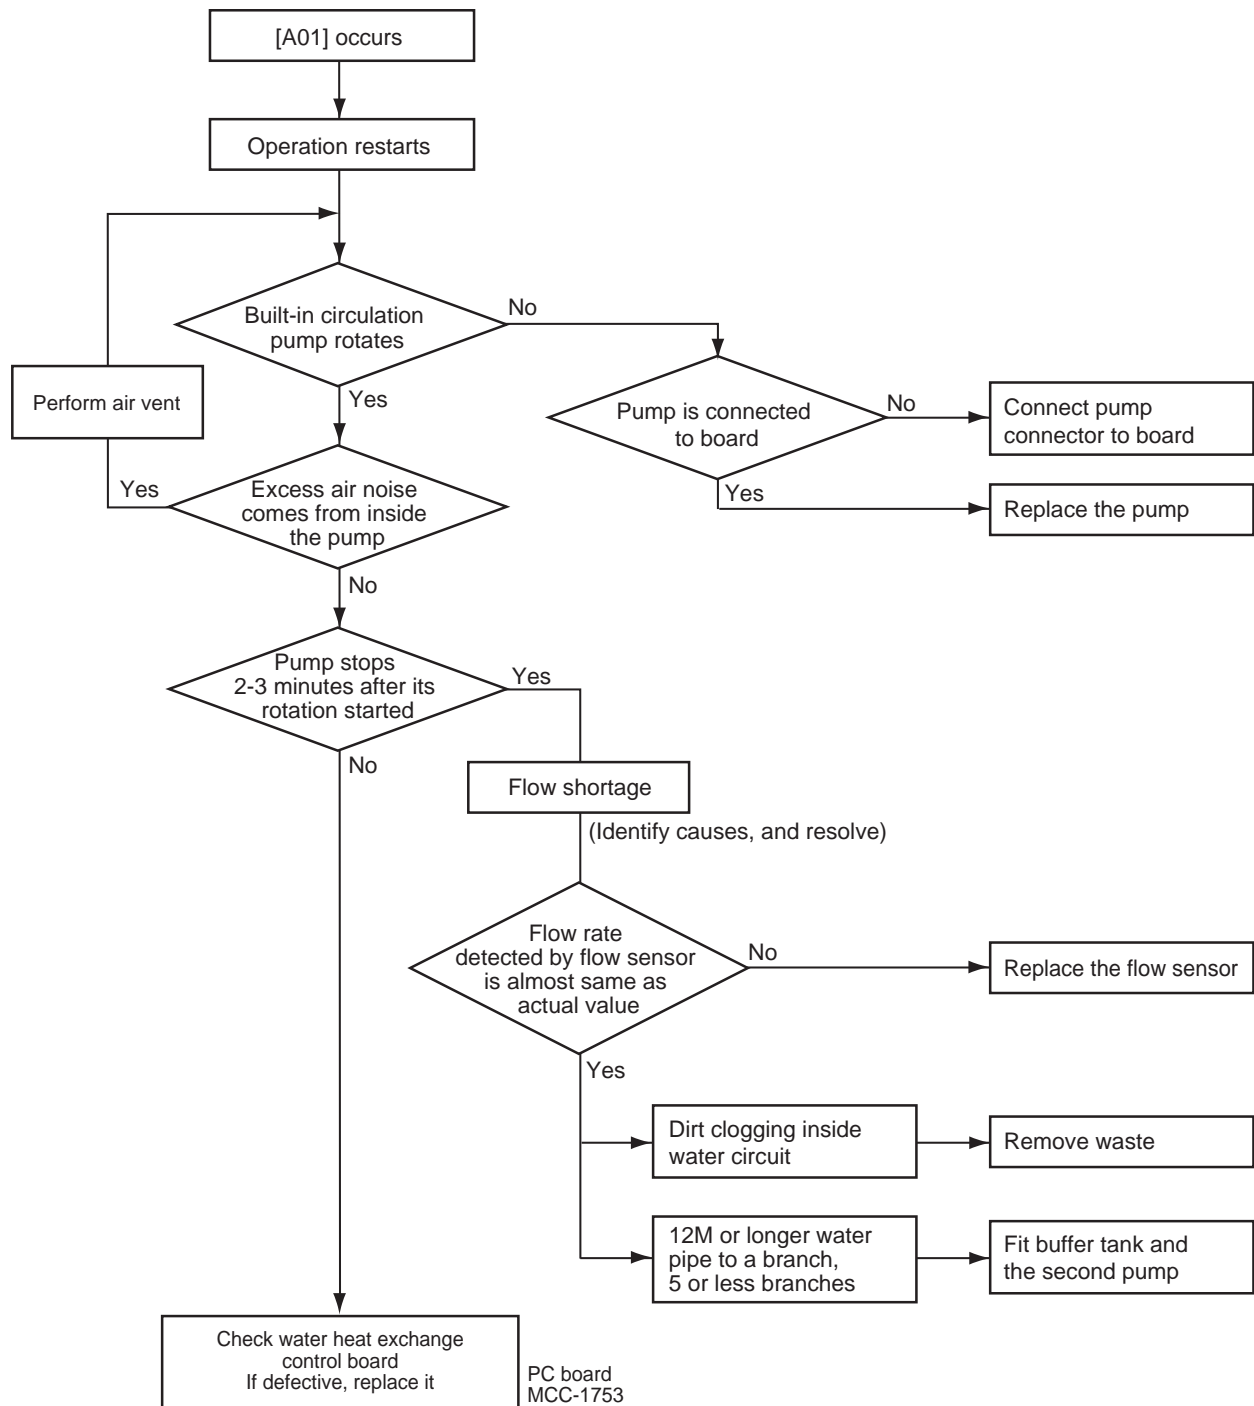 [A01] occurs
Operation restarts
Built-in circulation
pump rotates
No
Yes
Perform air vent
Pump is connected
to board
No
Connect pump
connector to board
Yes
Replace the pump
Excess air noise
comes from inside
the pump
Yes
No
Pump stops
2-3 minutes after its
rotation started
Yes
No
Flow shortage
(Identify causes, and resolve)
Flow rate
detected by flow sensor
is almost same as
actual value
No
Replace the flow sensor
Yes
Dirt clogging inside
water circuit
Remove waste
12M or longer water
pipe to a branch,
5 or less branches
Fit buffer tank and
the second pump
Check water heat exchange
control board
If defective, replace it
PC board
MCC-1753